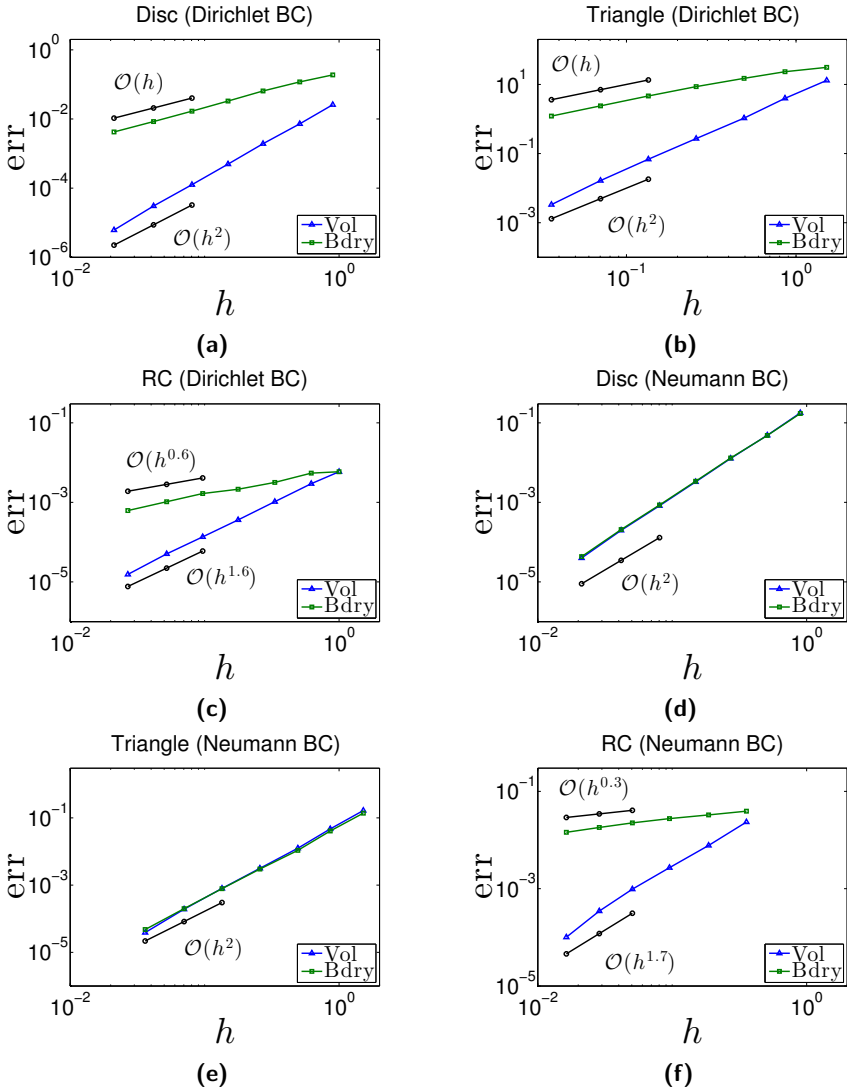 Disc (Dirichlet BC)
10^0
10^-2
10^-4
10^-6
err
O(h)
O(h^2)
Vol
Bdry
10^-2
10^0
h
(a)
Triangle (Dirichlet BC)
10^1
10^-1
10^-3
err
O(h)
O(h^2)
Vol
Bdry
10^-1
10^0
h
(b)
RC (Dirichlet BC)
10^-1
10^-3
10^-5
err
O(h^0.6)
O(h^1.6)
Vol
Bdry
10^-2
10^0
h
(c)
Disc (Neumann BC)
10^-1
10^-3
10^-5
err
O(h^2)
Vol
Bdry
10^-2
10^0
h
(d)
Triangle (Neumann BC)
10^-1
10^-3
10^-5
err
O(h^2)
Vol
Bdry
10^-2
10^0
h
(e)
RC (Neumann BC)
10^-1
10^-3
10^-5
err
O(h^0.3)
O(h^1.7)
Vol
Bdry
10^-2
10^0
h
(f)